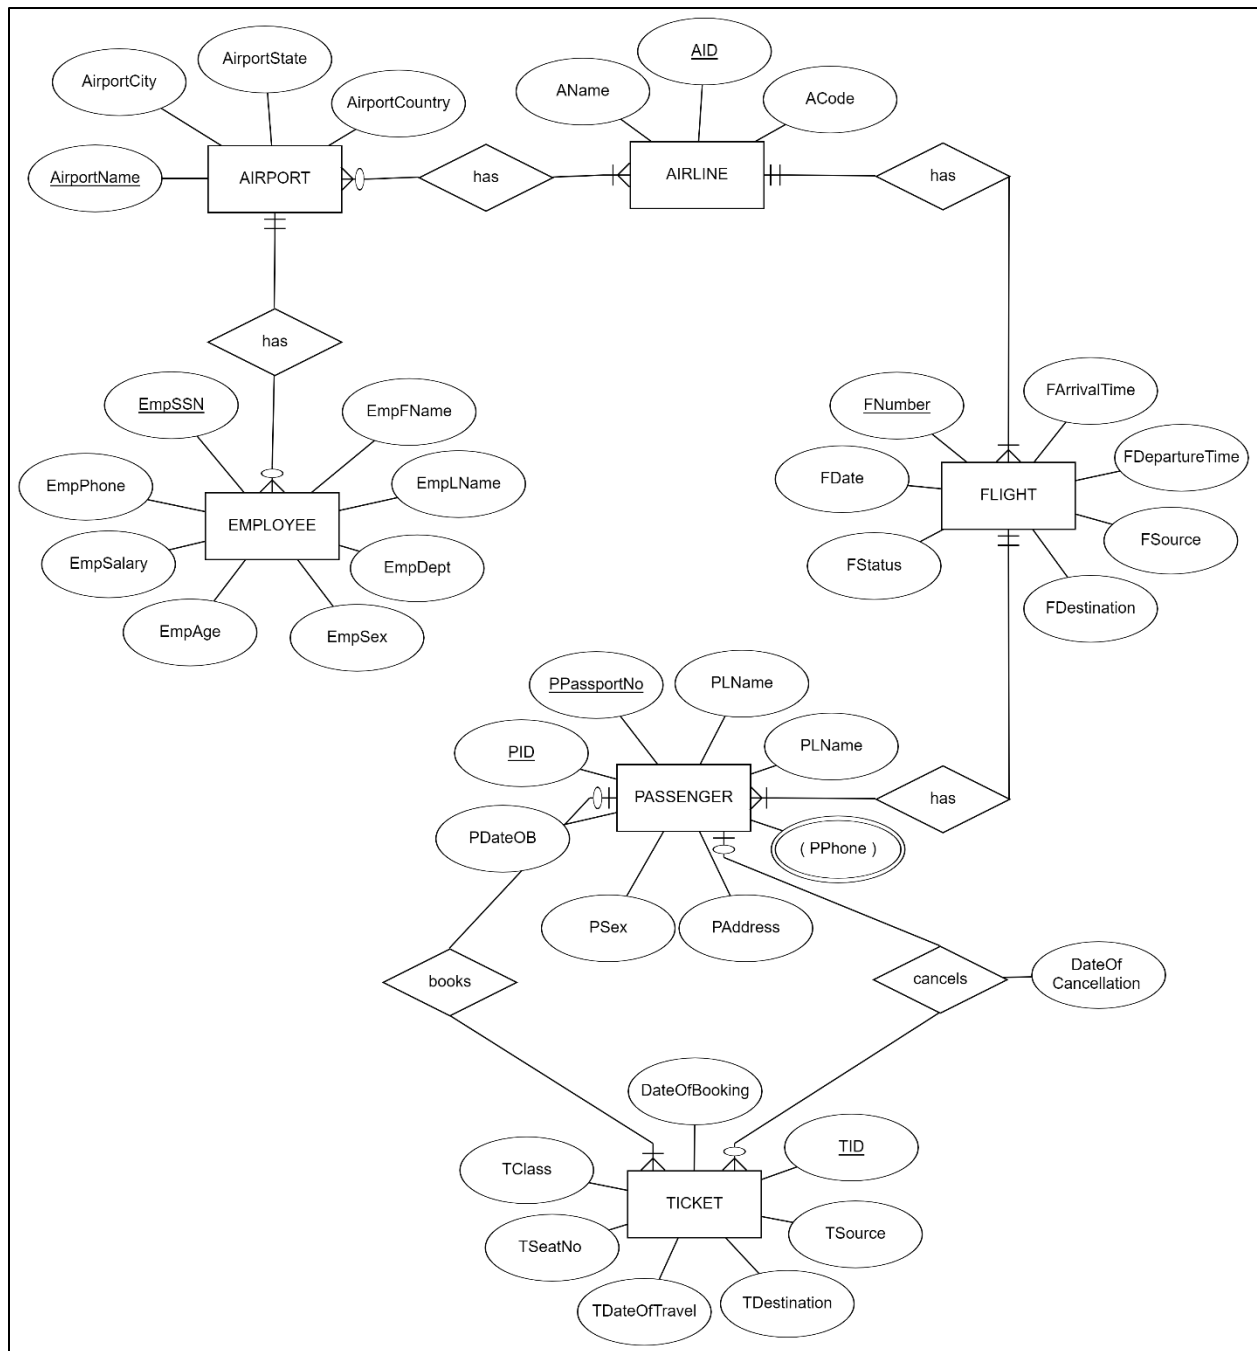 AirportState
AID
AirportCity
AName
ACode
AirportCountry
AirportName
AIRPORT
has
AIRLINE
has
has
EmpSSN
EmpFName
FNumber
FArrivalTime
EmpPhone
EmpLName
FDate
FDepartureTime
EMPLOYEE
FLIGHT
EmpSalary
EmpDept
FStatus
FSource
EmpAge
EmpSex
FDestination
PPassportNo
PLName
PID
PLName
PASSENGER
has
PDateOB
( PPhone )
PSex
PAddress
books
cancels
DateOf
Cancellation
DateOfBooking
TClass
TID
TICKET
TSeatNo
TSource
TDateOfTravel
TDestination